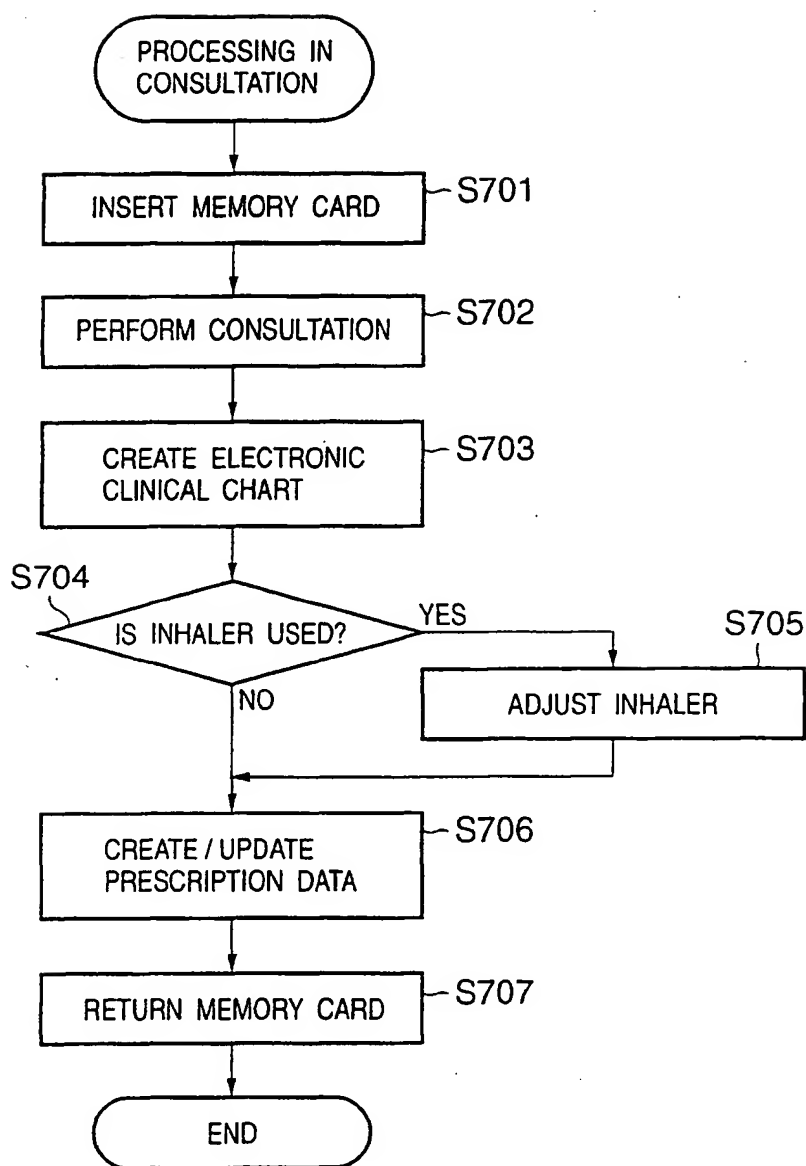 PROCESSING IN
CONSULTATION
INSERT MEMORY CARD
S701
PERFORM CONSULTATION
S702
CREATE ELECTRONIC
CLINICAL CHART
S703
S704
IS INHALER USED?
YES
NO
S705
ADJUST INHALER
CREATE / UPDATE
PRESCRIPTION DATA
S706
RETURN MEMORY CARD
S707
END